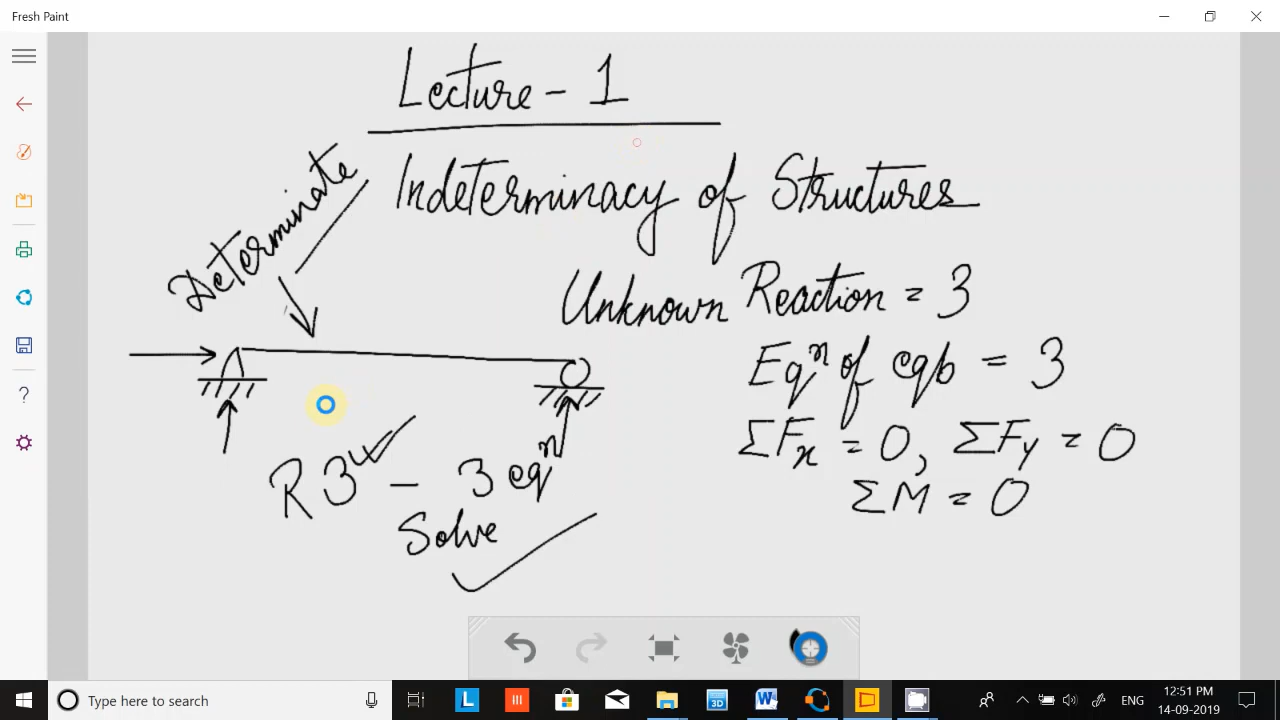 Fresh Paint
Lecture - 1
Indeterminacy of Structures
Determinate
Unknown Reaction = 3
Eqⁿ of eqb = 3
ΣFx = 0, ΣFy = 0
ΣM = 0
R3 - 3 eqⁿ
Solve
Type here to search
ENG
12:51 PM
14-09-2019